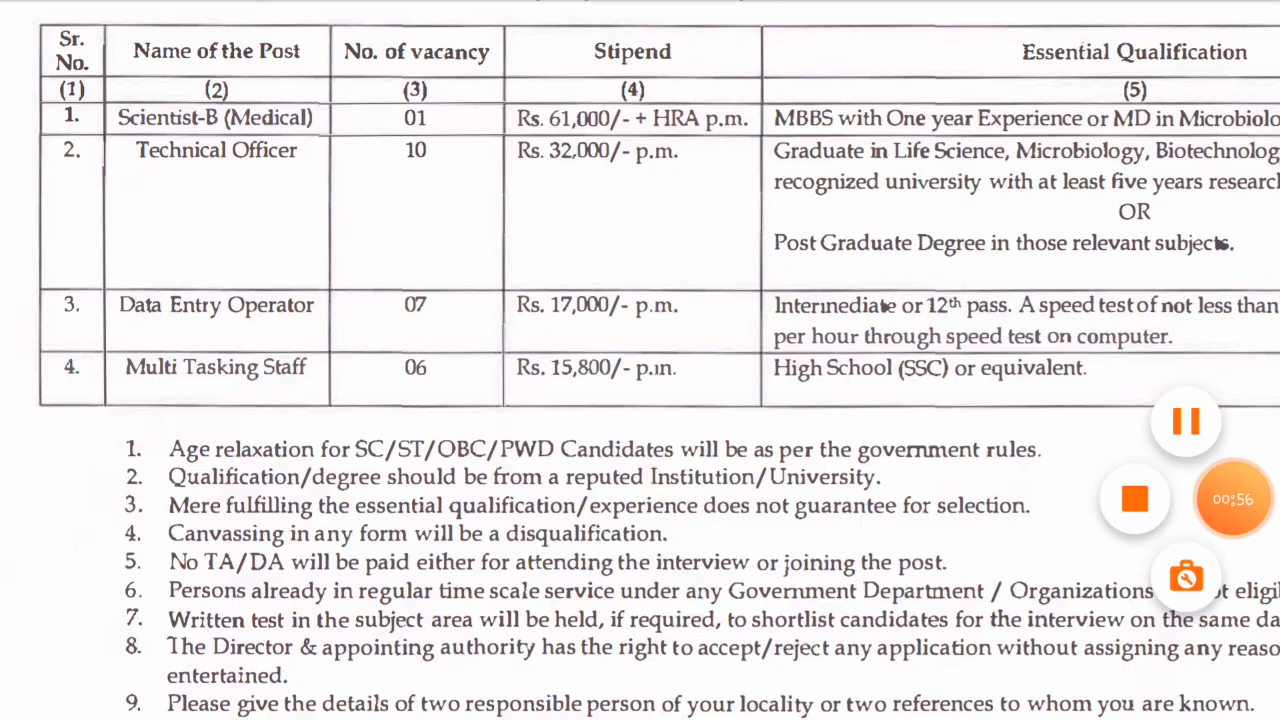 Sr. No. Name of the Post No. of vacancy Stipend Essential Qualification
(1) (2) (3) (4) (5)
1. Scientist-B (Medical) 01 Rs. 61,000/- + HRA p.m. MBBS with One year Experience or MD in
2. Technical Officer 10 Rs. 32,000/- p.m. Graduate in Life Science, Microbiology,
recognized university with at least five years
OR
Post Graduate Degree in those relevant subjects.
3. Data Entry Operator 07 Rs. 17,000/- p.m. Intermediate or 12th pass. A speed test of not less than
per hour through speed test on computer.
4. Multi Tasking Staff 06 Rs. 15,800/- p.m. High School (SSC) or equivalent.
1. Age relaxation for SC/ST/OBC/PWD Candidates will be as per the government rules.
2. Qualification/degree should be from a reputed Institution/University.
3. Mere fulfilling the essential qualification/experience does not guarantee for selection.
4. Canvassing in any form will be a disqualification.
5. No TA/DA will be paid either for attending the interview or joining the post.
6. Persons already in regular time scale service under any Government Department / Organizations
7. Written test in the subject area will be held, if required, to shortlist candidates for the interview on the same
8. The Director & appointing authority has the right to accept/reject any application without assigning any
entertained.
9. Please give the details of two responsible person of your locality or two references to whom you are known.
00:56